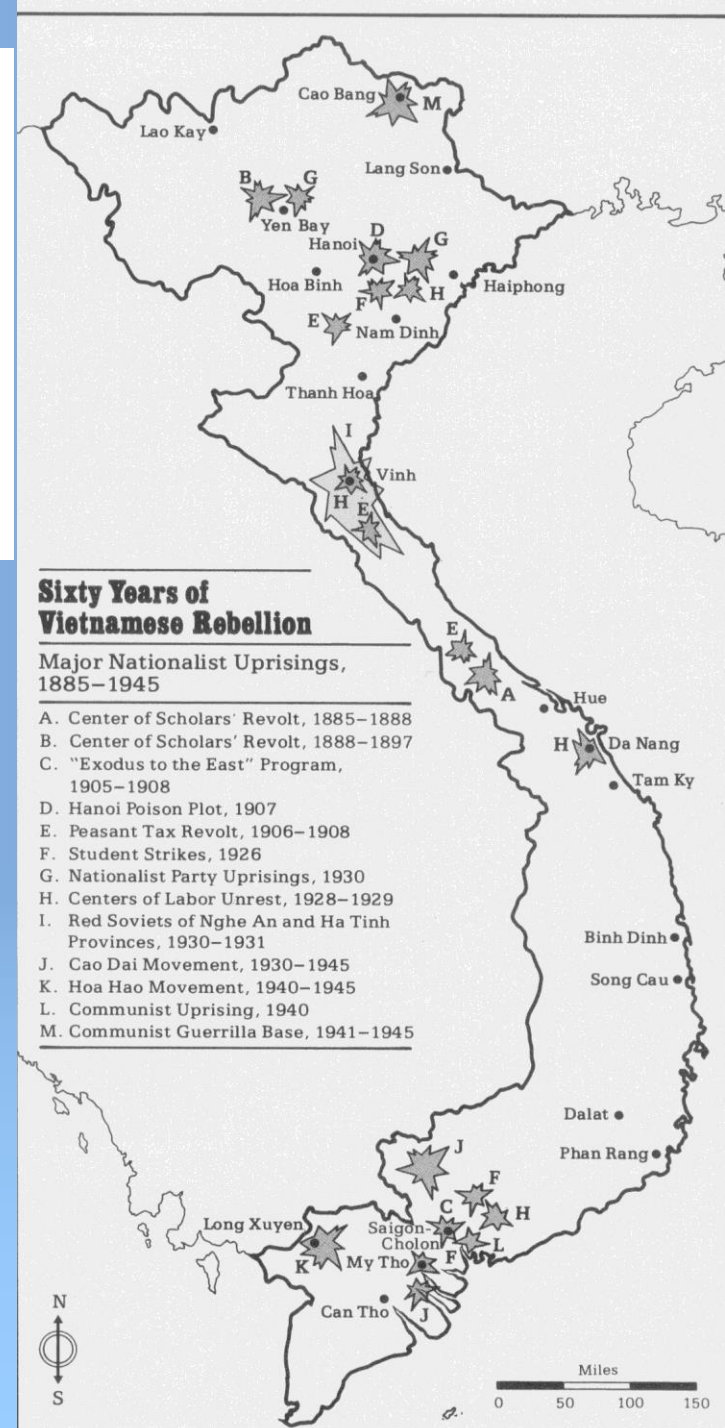 Cao Bang
M
Lao Kay
Lang Son
B
G
Yen Bay
D
Hanoi
G
Hoa Binh
F
H
Haiphong
E
Nam Dinh
Thanh Hoa
I
Vinh
H
E
Sixty Years of
Vietnamese Rebellion
Major Nationalist Uprisings,
1885–1945
A. Center of Scholars' Revolt, 1885–1888
B. Center of Scholars' Revolt, 1888–1897
C. "Exodus to the East" Program,
1905–1908
D. Hanoi Poison Plot, 1907
E. Peasant Tax Revolt, 1906–1908
F. Student Strikes, 1926
G. Nationalist Party Uprisings, 1930
H. Centers of Labor Unrest, 1928–1929
I. Red Soviets of Nghe An and Ha Tinh
Provinces, 1930–1931
J. Cao Dai Movement, 1930–1945
K. Hoa Hao Movement, 1940–1945
L. Communist Uprising, 1940
M. Communist Guerrilla Base, 1941–1945
E
A
Hue
H
Da Nang
Tam Ky
Binh Dinh
Song Cau
Dalat
Phan Rang
J
F
H
C
Long Xuyen
Saigon-
Cholon
L
K
My Tho
F
Can Tho
J
N
S
Miles
0 50 100 150